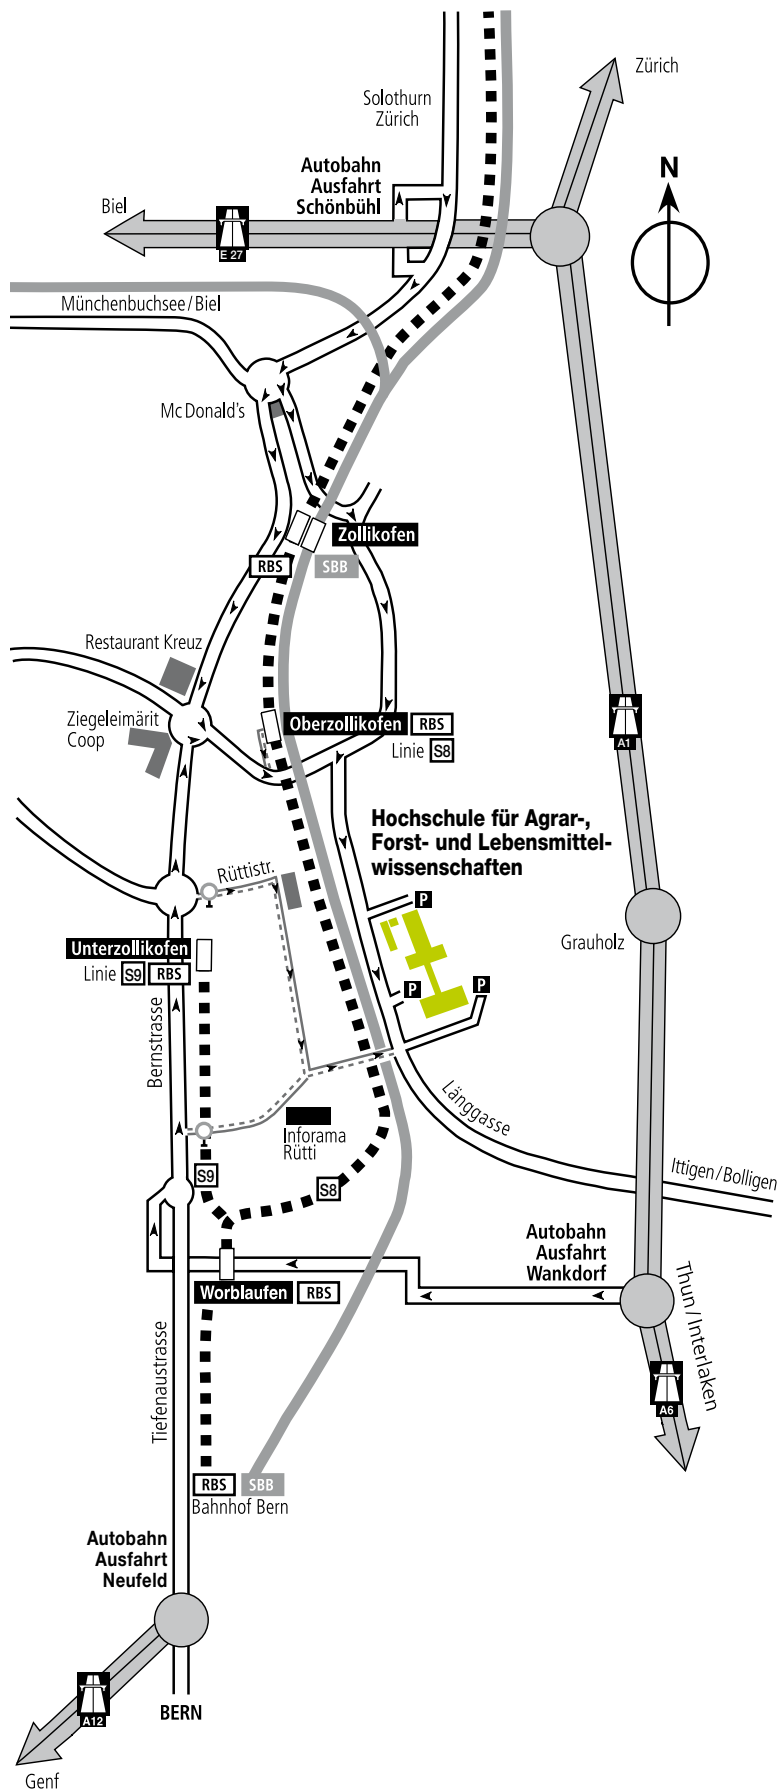 Zürich
Solothurn
Zürich
Autobahn
Ausfahrt
Schönbühl
N
Biel
E 27
Münchenbuchsee/Biel
Mc Donald's
Zollikofen
RBS
SBB
Restaurant Kreuz
Ziegeleimärit
Coop
Oberzollikofen
RBS
Linie S8
A1
Hochschule für Agrar-,
Forst- und Lebensmittel-
wissenschaften
Rüttistr.
P
Grauholz
Unterzollikofen
Linie S9 RBS
P
P
Bernstrasse
Länggasse
Inforama
Rütti
Ittigen/Bolligen
S9
S8
Autobahn
Ausfahrt
Wankdorf
Worblaufen
RBS
Thun/Interlaken
Tiefenaustrasse
A6
RBS
SBB
Bahnhof Bern
Autobahn
Ausfahrt
Neufeld
A12
BERN
Genf